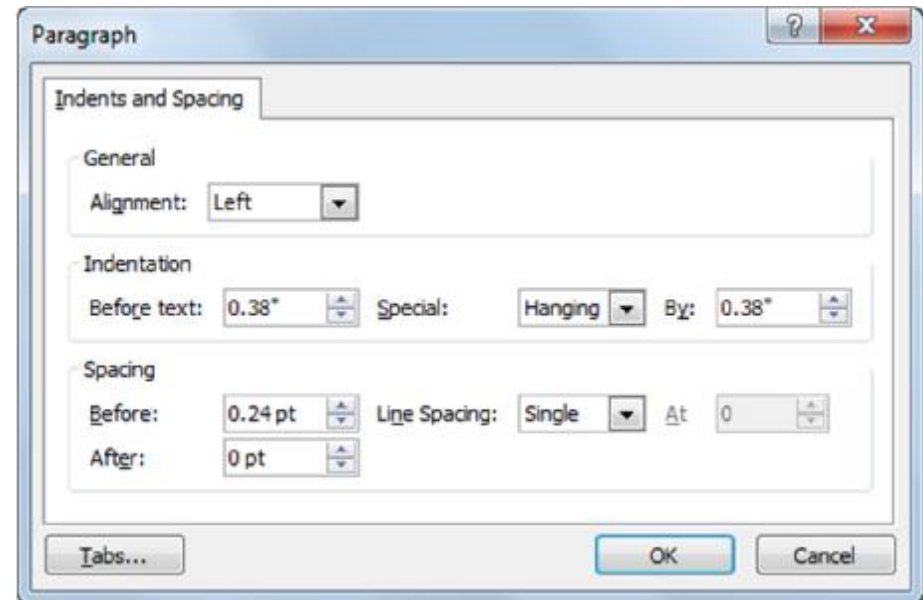 Paragraph
Indents and Spacing
General
Alignment: Left
Indentation
Before text: 0.38" Special: Hanging By: 0.38"
Spacing
Before: 0.24 pt Line Spacing: Single At 0
After: 0 pt
Tabs... OK Cancel